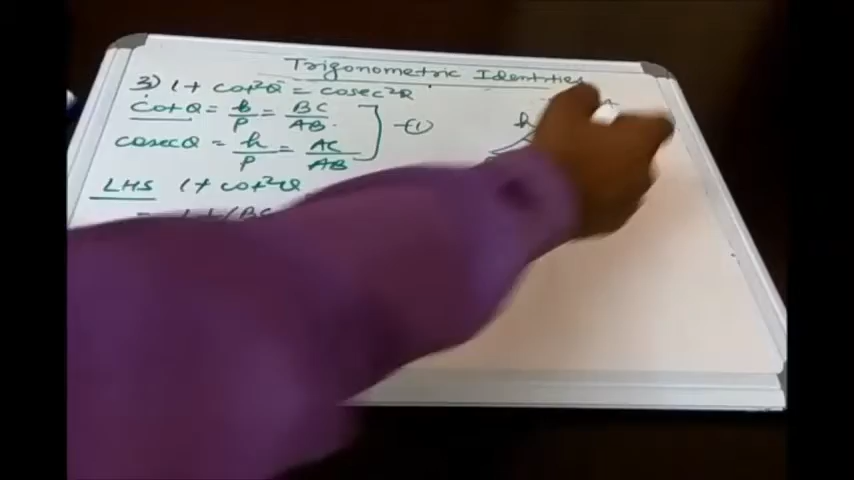 Trigonometric Identities
3) 1 + cot²θ = cosec²θ
cotθ = b/p = BC/AB
cosecθ = h/p = AC/AB
-(1)
h
LHS 1 + cot²θ